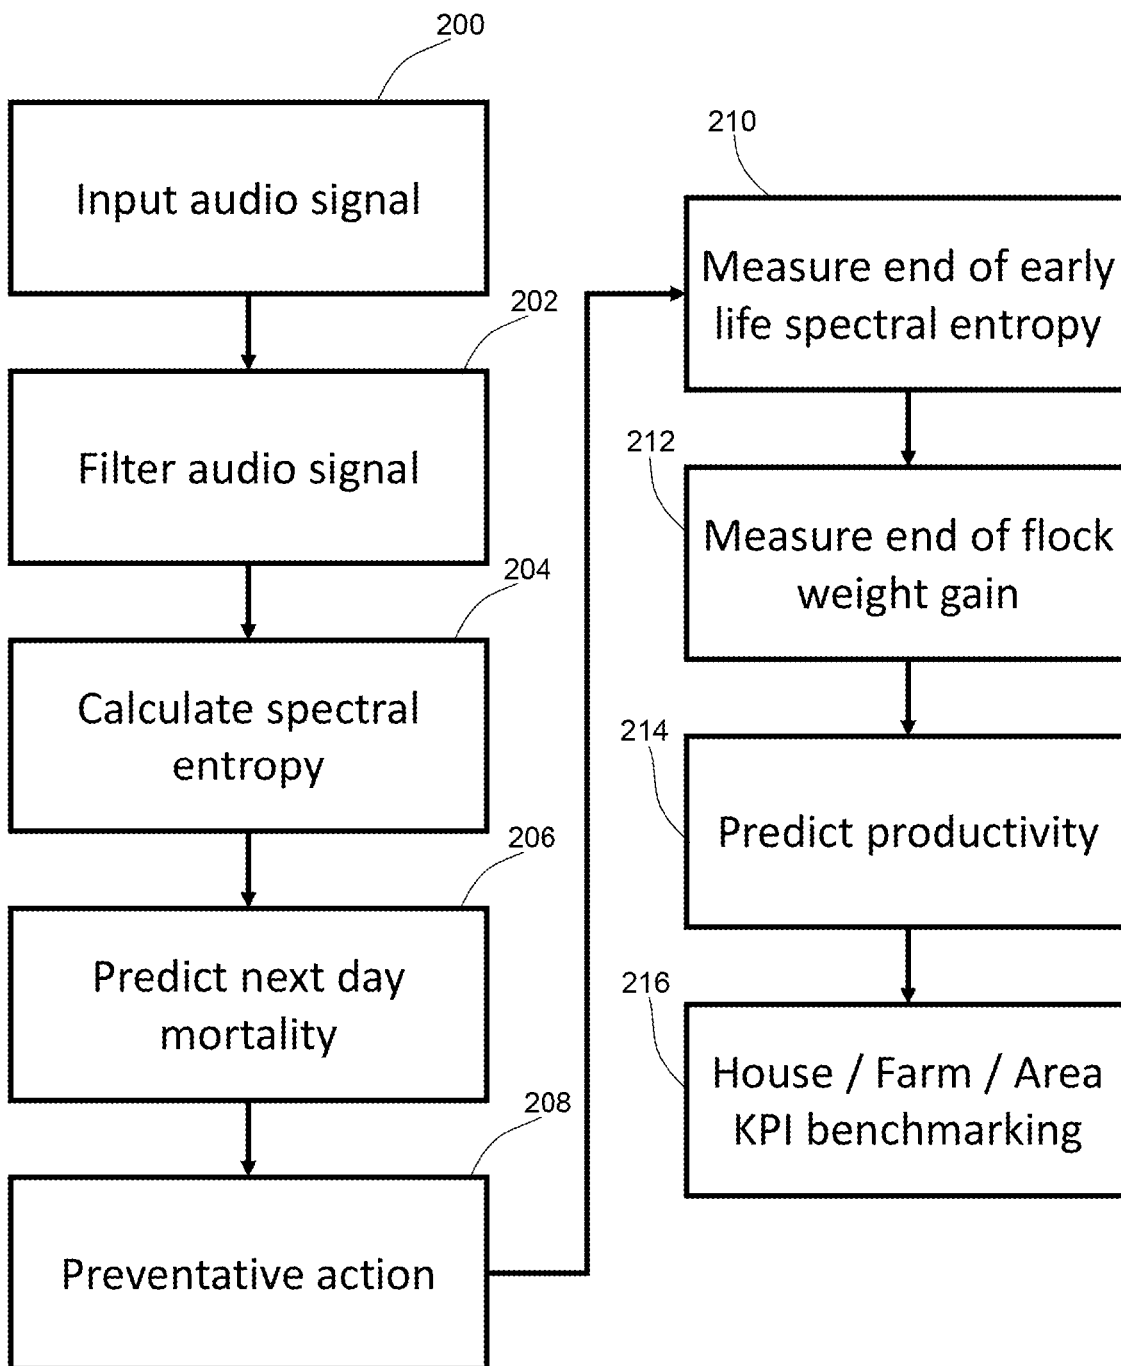 200
Input audio signal
202
Filter audio signal
204
Calculate spectral
entropy
206
Predict next day
mortality
208
Preventative action
210
Measure end of early
life spectral entropy
212
Measure end of flock
weight gain
214
Predict productivity
216
House / Farm / Area
KPI benchmarking